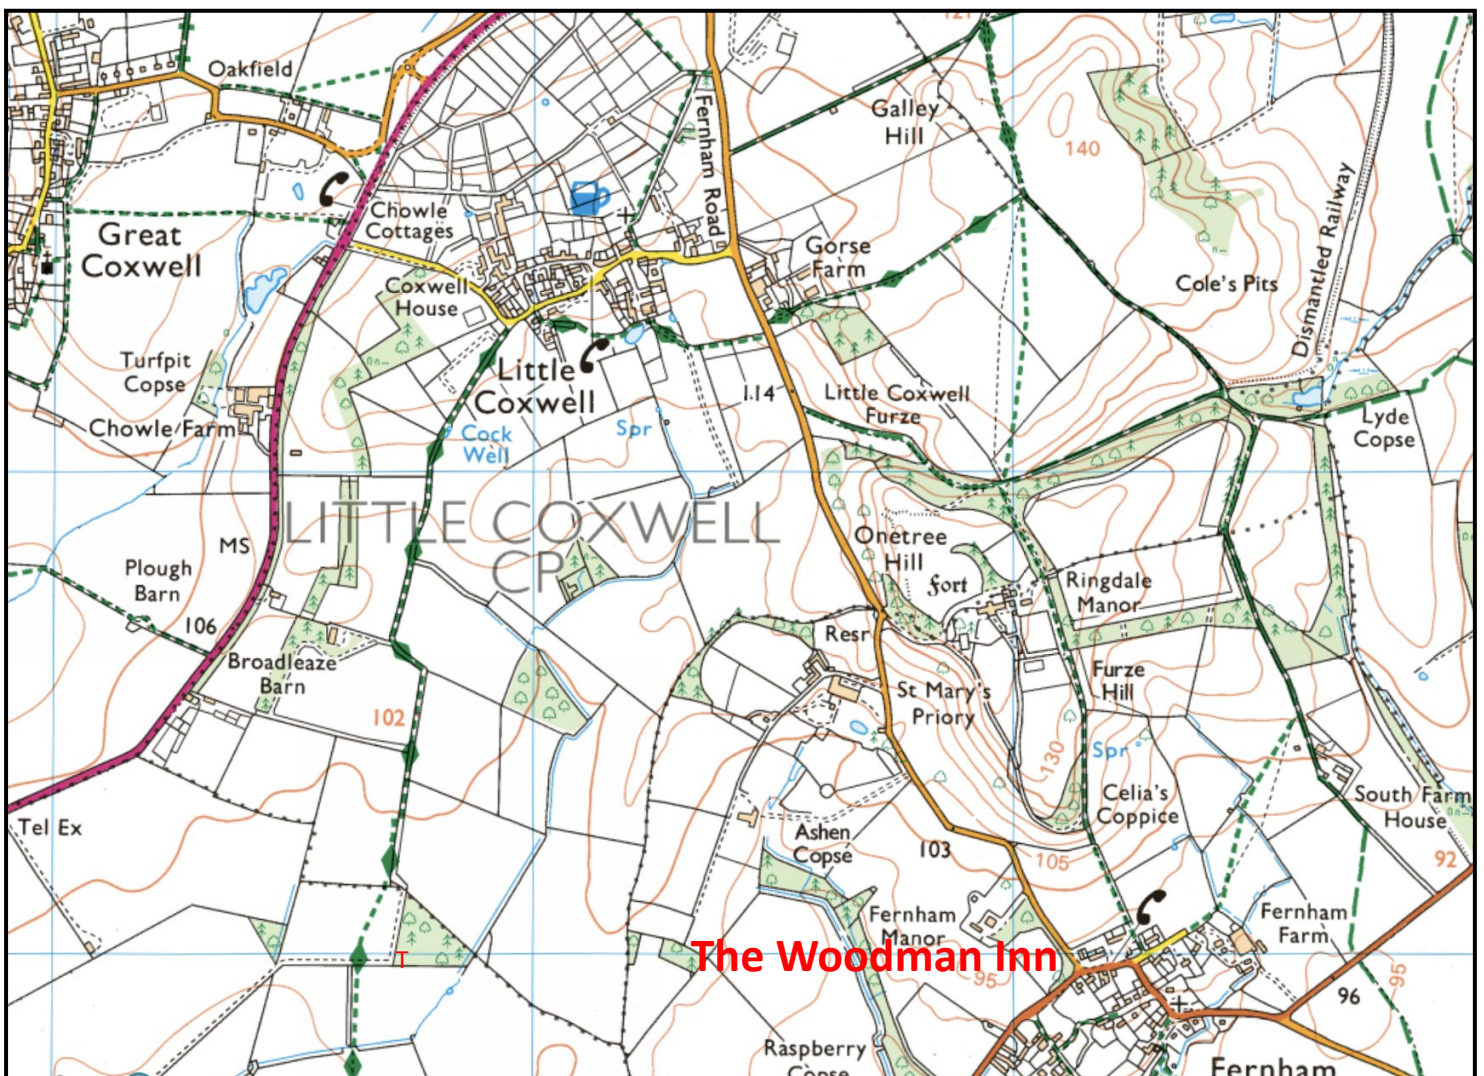 121
Oakfield
Galley
Hill
140
Fernham Road
Dismantled Railway
Great
Coxwell
Chowle
Cottages
Gorse
Farm
Coxwell
House
Cole's Pits
Turfpit
Copse
Little
Coxwell
114
Little Coxwell
Furze
Chowle Farm
Cock
Well
Spr
Lyde
Copse
LITTLE COXWELL
CP
MS
Onetree
Hill
Fort
Plough
Barn
106
Ringdale
Manor
Resr
Broadleaze
Barn
102
St Mary's
Priory
Furze
Hill
130
Spr
Celia's
Coppice
South Farm
House
Tel Ex
Ashen
Copse
103
105
92
Fernham
Manor
Fernham
Farm
T
The Woodman Inn
95
96
95
Raspberry
Copse
Fernham